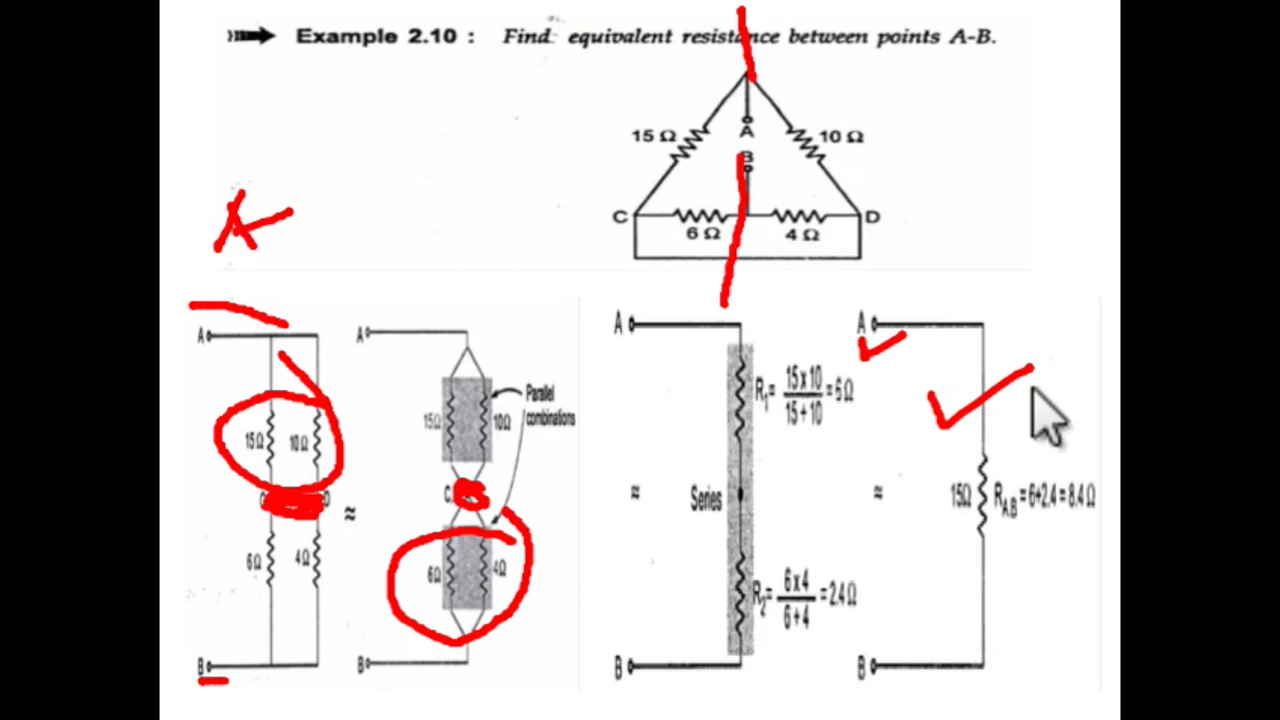 Example 2.10 : Find equivalent resistance between points A-B.
15 Ω
A
10 Ω
B
C
D
6 Ω
4 Ω
A
15Ω
10Ω
C
D
≈
6Ω
4Ω
B
A
15Ω
10Ω
Parallel
combinations
C
6Ω
4Ω
B
≈
A
R₁= 15x10 / 15+10 =6Ω
Series
R₂= 6x4 / 6+4 =2.4Ω
B
≈
A
15Ω
R A.B =6+2.4=8.4Ω
B